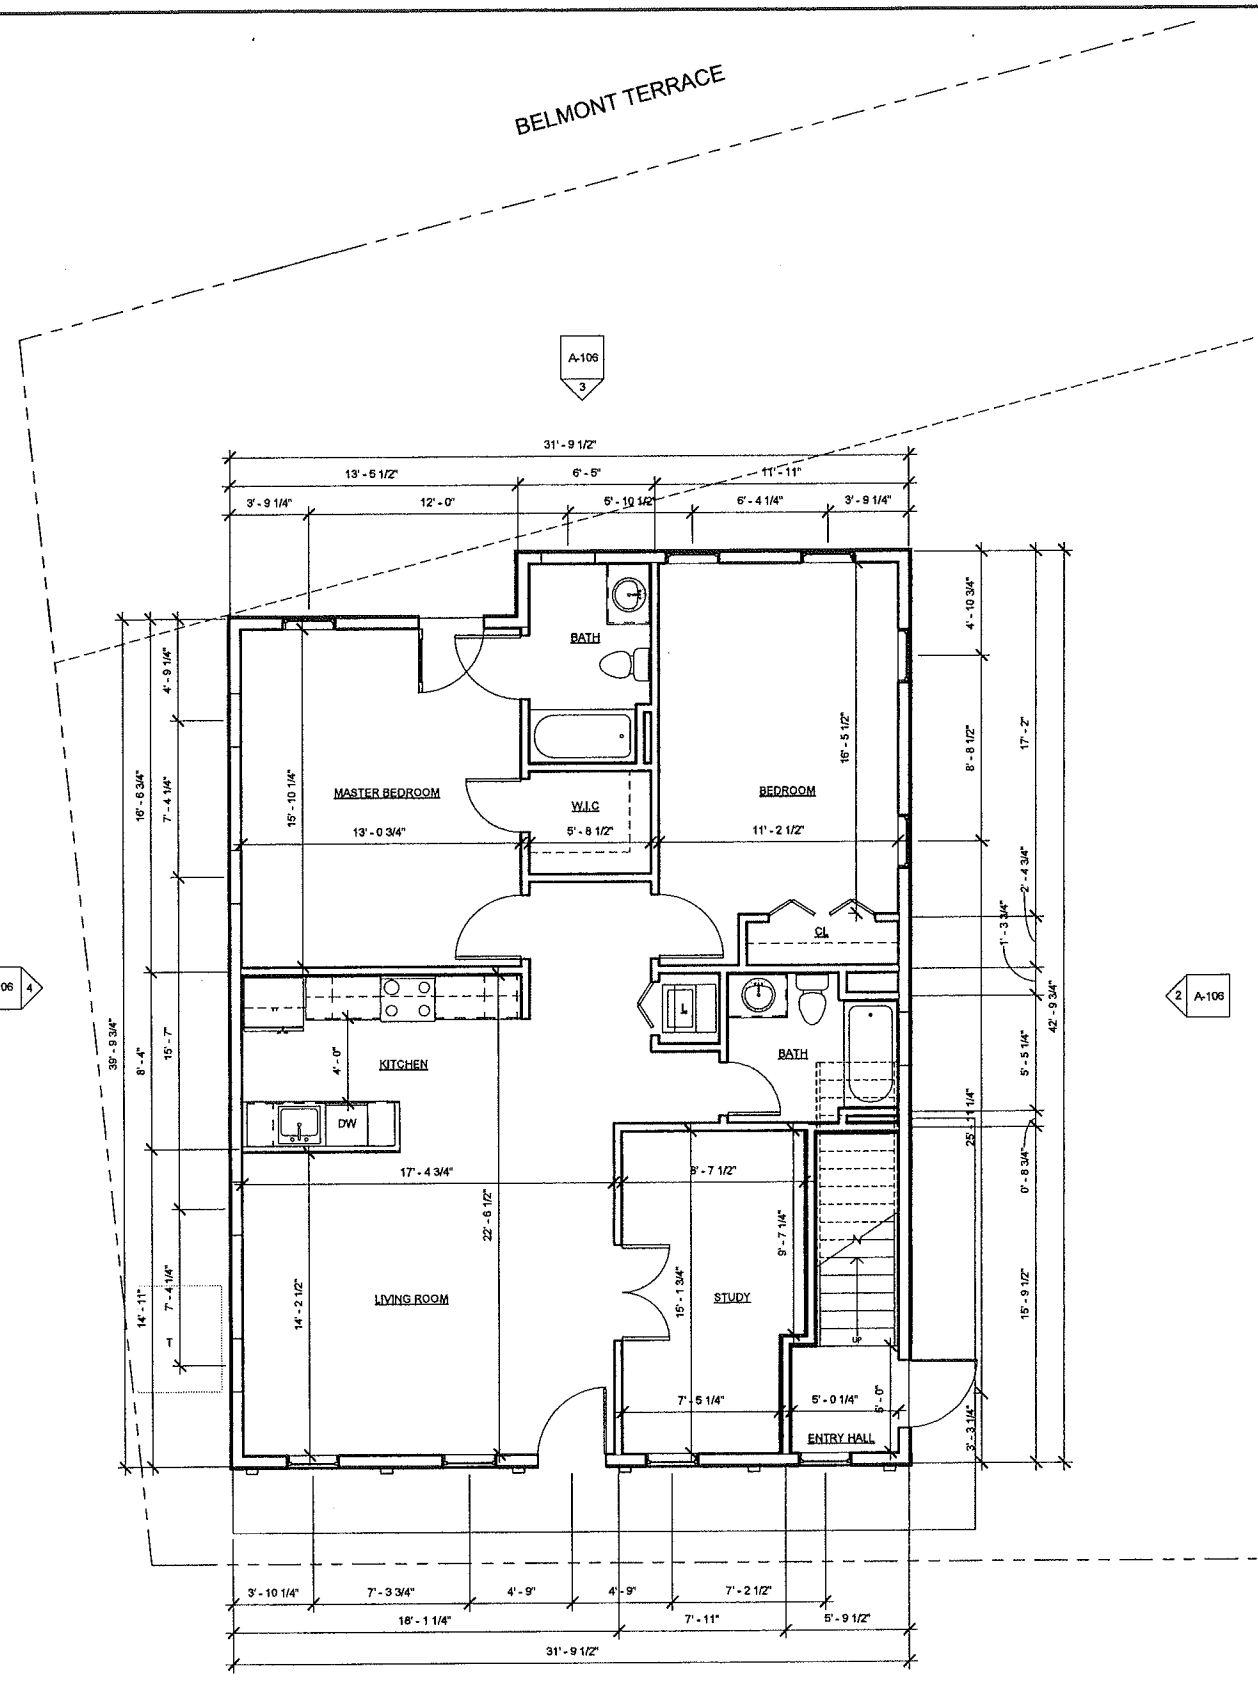 BELMONT TERRACE
A-106
3
31' - 9 1/2"
13' - 5 1/2"
6' - 5"
11' - 11"
3' - 9 1/4"
12' - 0"
5' - 10 1/2"
6' - 4 1/4"
3' - 9 1/4"
4' - 10 3/4"
BATH
4' - 9 1/4"
16' - 5 1/2"
8' - 8 1/2"
17' - 2"
16' - 6 3/4"
7' - 4 1/4"
15' - 10 1/4"
MASTER BEDROOM
W.I.C
BEDROOM
13' - 0 3/4"
5' - 8 1/2"
11' - 2 1/2"
2' - 4 3/4"
1' - 3 3/4"
CL
06
4
2
A-106
39' - 9 3/4"
8' - 4"
15' - 7"
4' - 0"
KITCHEN
BATH
5' - 5 1/4"
42' - 9 3/4"
DW
25' - 11 1/4"
0' - 8 3/4"
17' - 4 3/4"
8' - 7 1/2"
22' - 6 1/2"
9' - 7 1/4"
14' - 11"
7' - 4 1/4"
14' - 2 1/2"
LIVING ROOM
15' - 1 3/4"
STUDY
15' - 9 1/2"
UP
7' - 5 1/4"
5' - 0 1/4"
5' - 0"
ENTRY HALL
3' - 3 1/4"
3' - 10 1/4"
7' - 3 3/4"
4' - 9"
4' - 9"
7' - 2 1/2"
18' - 1 1/4"
7' - 11"
5' - 9 1/2"
31' - 9 1/2"